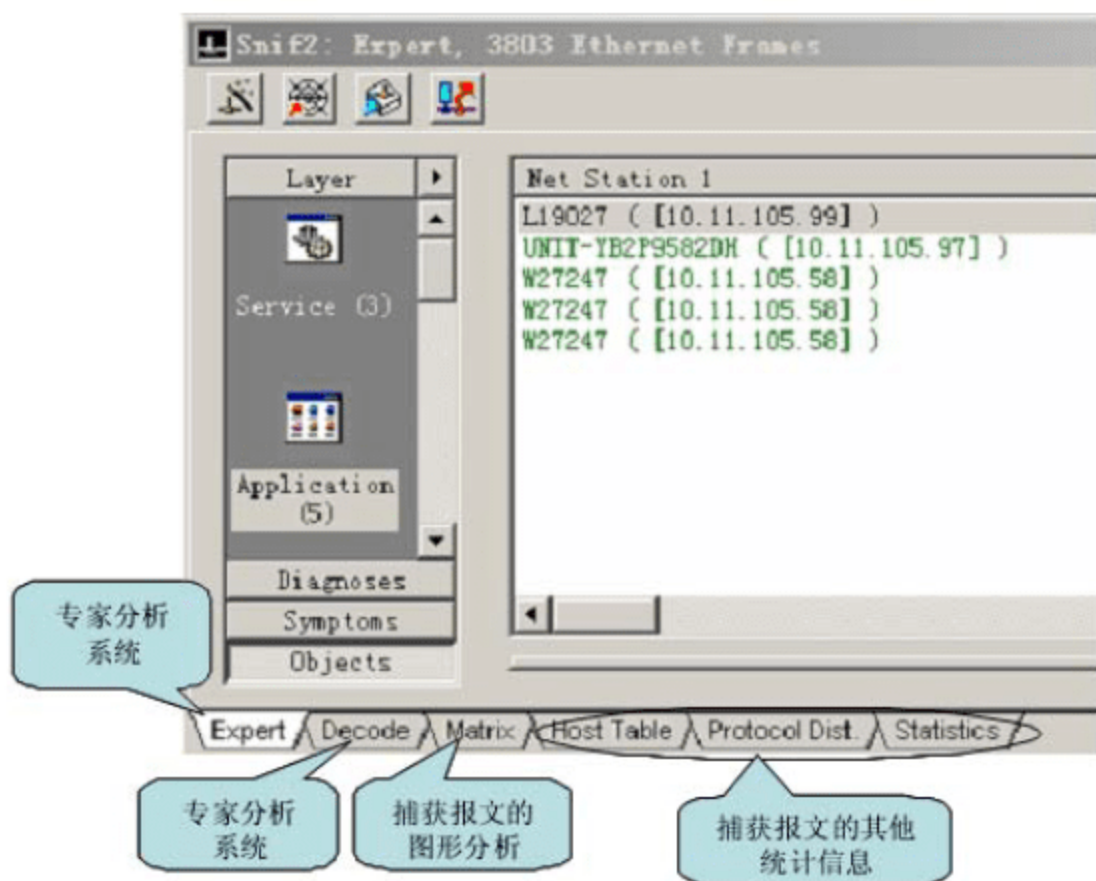 Snif2: Expert, 3803 Ethernet Frames
Layer
Service (3)
Application
(5)
Diagnoses
Symptoms
Objects
Net Station 1
L19027 ( [10.11.105.99] )
UNIT-YB2P9582DH ( [10.11.105.97] )
W27247 ( [10.11.105.58] )
W27247 ( [10.11.105.58] )
W27247 ( [10.11.105.58] )
专家分析
系统
Expert Decode Matrix Host Table Protocol Dist. Statistics
专家分析
系统
捕获报文的
图形分析
捕获报文的其他
统计信息